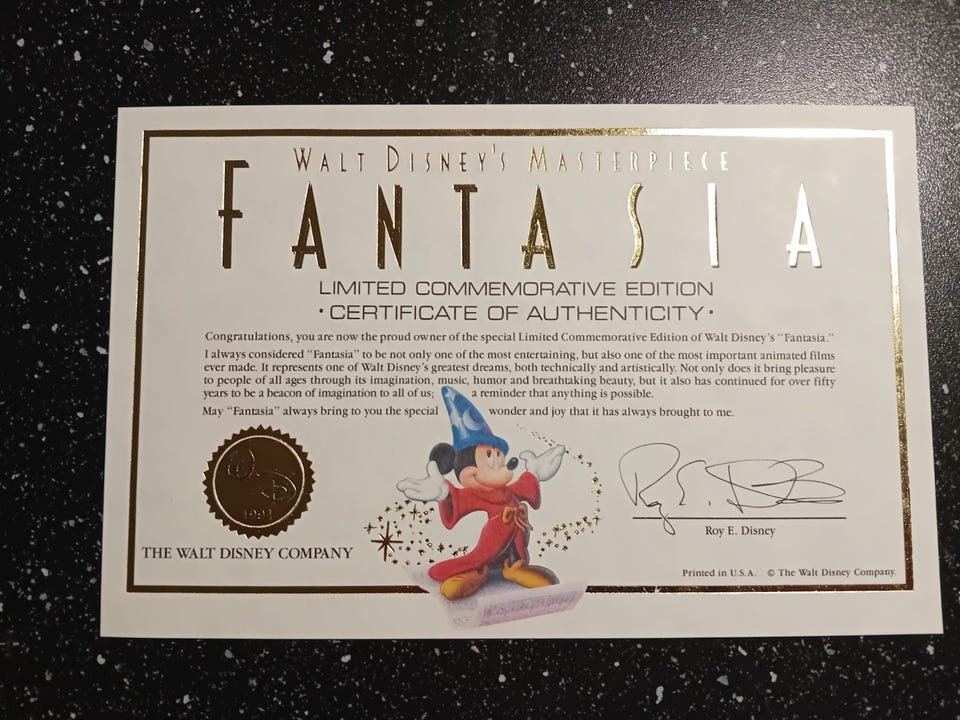 WALT DISNEY'S MASTERPIECE
FANTASIA
LIMITED COMMEMORATIVE EDITION
· CERTIFICATE OF AUTHENTICITY ·
Congratulations, you are now the proud owner of the special Limited Commemorative Edition of Walt Disney's "Fantasia."
I always considered "Fantasia" to be not only one of the most entertaining, but also one of the most important animated films
ever made. It represents one of Walt Disney's greatest dreams, both technically and artistically. Not only does it bring pleasure
to people of all ages through its imagination, music, humor and breathtaking beauty, but it also has continued for over fifty
years to be a beacon of imagination to all of us; a reminder that anything is possible.
May "Fantasia" always bring to you the special wonder and joy that it has always brought to me.
1991
THE WALT DISNEY COMPANY
Roy E. Disney
Roy E. Disney
Printed in U.S.A. © The Walt Disney Company